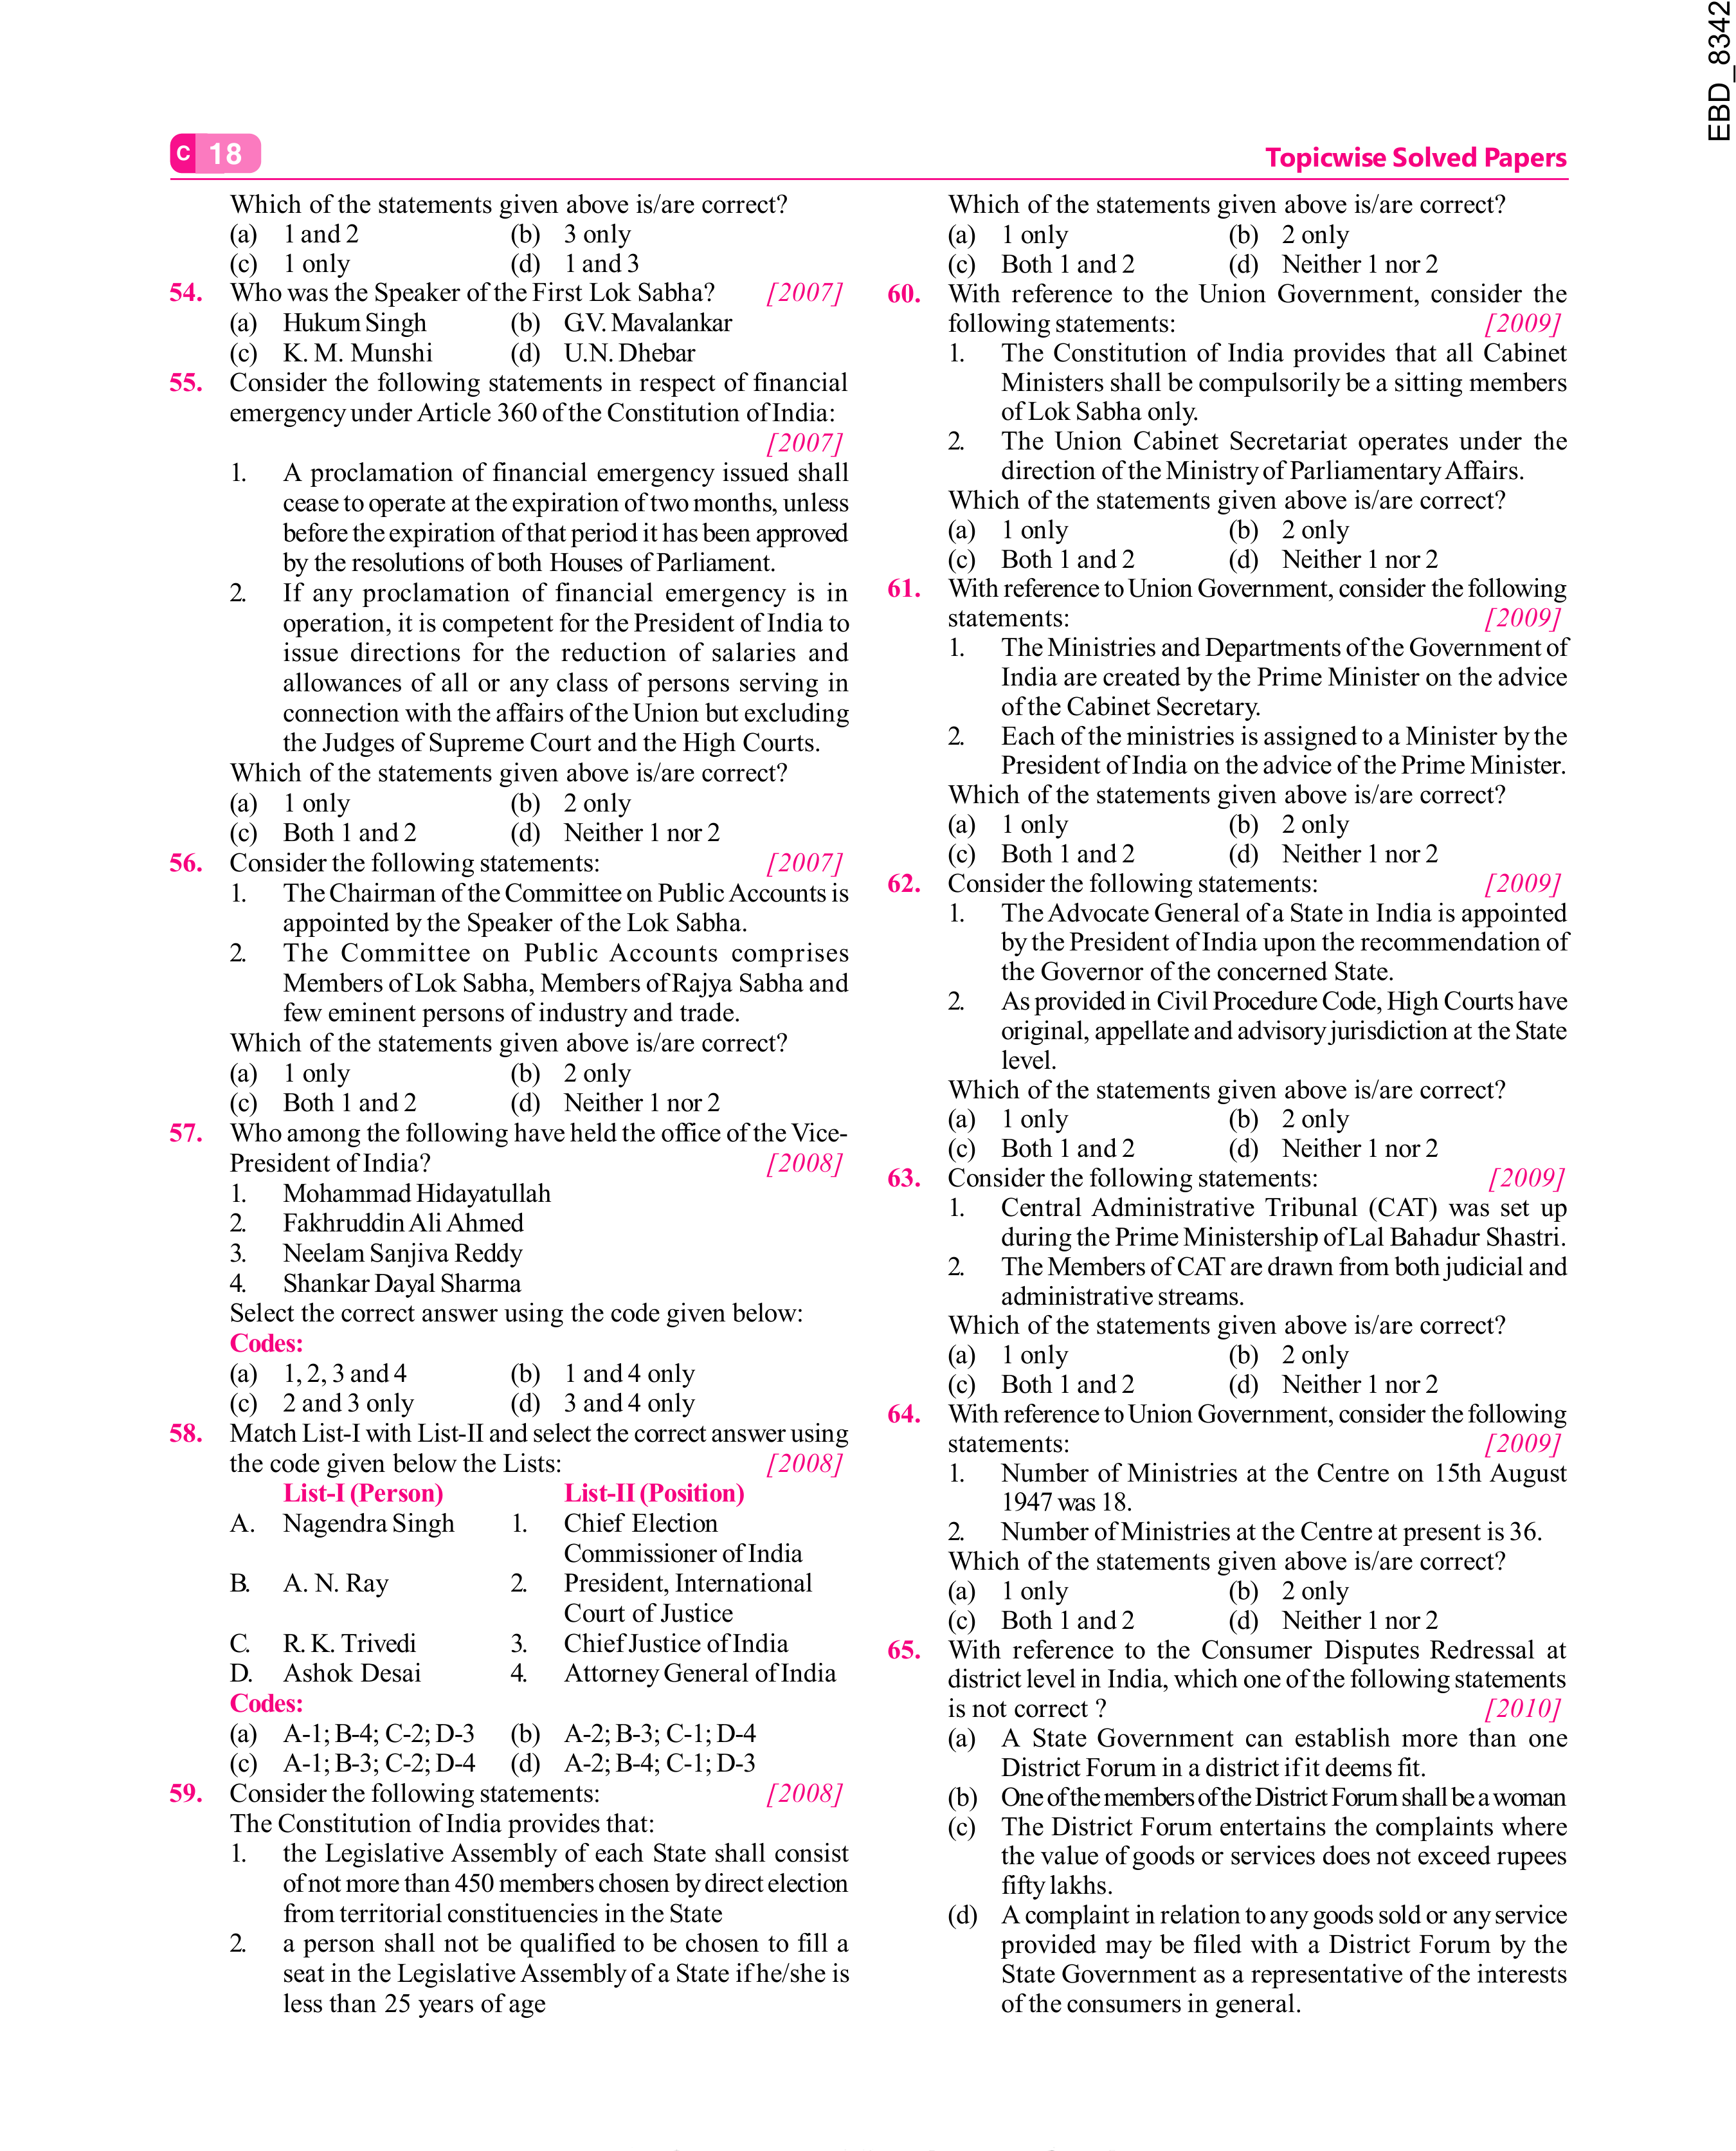 EBD_8342
C 18
Topicwise Solved Papers
Which of the statements given above is/are correct?
(a) 1 and 2 (b) 3 only
(c) 1 only (d) 1 and 3
54. Who was the Speaker of the First Lok Sabha? [2007]
(a) Hukum Singh (b) G.V. Mavalankar
(c) K. M. Munshi (d) U.N. Dhebar
55. Consider the following statements in respect of financial
emergency under Article 360 of the Constitution of India:
[2007]
1. A proclamation of financial emergency issued shall
cease to operate at the expiration of two months, unless
before the expiration of that period it has been approved
by the resolutions of both Houses of Parliament.
2. If any proclamation of financial emergency is in
operation, it is competent for the President of India to
issue directions for the reduction of salaries and
allowances of all or any class of persons serving in
connection with the affairs of the Union but excluding
the Judges of Supreme Court and the High Courts.
Which of the statements given above is/are correct?
(a) 1 only (b) 2 only
(c) Both 1 and 2 (d) Neither 1 nor 2
56. Consider the following statements: [2007]
1. The Chairman of the Committee on Public Accounts is
appointed by the Speaker of the Lok Sabha.
2. The Committee on Public Accounts comprises
Members of Lok Sabha, Members of Rajya Sabha and
few eminent persons of industry and trade.
Which of the statements given above is/are correct?
(a) 1 only (b) 2 only
(c) Both 1 and 2 (d) Neither 1 nor 2
57. Who among the following have held the office of the Vice-
President of India? [2008]
1. Mohammad Hidayatullah
2. Fakhruddin Ali Ahmed
3. Neelam Sanjiva Reddy
4. Shankar Dayal Sharma
Select the correct answer using the code given below:
Codes:
(a) 1, 2, 3 and 4 (b) 1 and 4 only
(c) 2 and 3 only (d) 3 and 4 only
58. Match List-I with List-II and select the correct answer using
the code given below the Lists: [2008]
List-I (Person) List-II (Position)
A. Nagendra Singh 1. Chief Election
Commissioner of India
B. A. N. Ray 2. President, International
Court of Justice
C. R. K. Trivedi 3. Chief Justice of India
D. Ashok Desai 4. Attorney General of India
Codes:
(a) A-1; B-4; C-2; D-3 (b) A-2; B-3; C-1; D-4
(c) A-1; B-3; C-2; D-4 (d) A-2; B-4; C-1; D-3
59. Consider the following statements: [2008]
The Constitution of India provides that:
1. the Legislative Assembly of each State shall consist
of not more than 450 members chosen by direct election
from territorial constituencies in the State
2. a person shall not be qualified to be chosen to fill a
seat in the Legislative Assembly of a State if he/she is
less than 25 years of age
Which of the statements given above is/are correct?
(a) 1 only (b) 2 only
(c) Both 1 and 2 (d) Neither 1 nor 2
60. With reference to the Union Government, consider the
following statements: [2009]
1. The Constitution of India provides that all Cabinet
Ministers shall be compulsorily be a sitting members
of Lok Sabha only.
2. The Union Cabinet Secretariat operates under the
direction of the Ministry of Parliamentary Affairs.
Which of the statements given above is/are correct?
(a) 1 only (b) 2 only
(c) Both 1 and 2 (d) Neither 1 nor 2
61. With reference to Union Government, consider the following
statements: [2009]
1. The Ministries and Departments of the Government of
India are created by the Prime Minister on the advice
of the Cabinet Secretary.
2. Each of the ministries is assigned to a Minister by the
President of India on the advice of the Prime Minister.
Which of the statements given above is/are correct?
(a) 1 only (b) 2 only
(c) Both 1 and 2 (d) Neither 1 nor 2
62. Consider the following statements: [2009]
1. The Advocate General of a State in India is appointed
by the President of India upon the recommendation of
the Governor of the concerned State.
2. As provided in Civil Procedure Code, High Courts have
original, appellate and advisory jurisdiction at the State
level.
Which of the statements given above is/are correct?
(a) 1 only (b) 2 only
(c) Both 1 and 2 (d) Neither 1 nor 2
63. Consider the following statements: [2009]
1. Central Administrative Tribunal (CAT) was set up
during the Prime Ministership of Lal Bahadur Shastri.
2. The Members of CAT are drawn from both judicial and
administrative streams.
Which of the statements given above is/are correct?
(a) 1 only (b) 2 only
(c) Both 1 and 2 (d) Neither 1 nor 2
64. With reference to Union Government, consider the following
statements: [2009]
1. Number of Ministries at the Centre on 15th August
1947 was 18.
2. Number of Ministries at the Centre at present is 36.
Which of the statements given above is/are correct?
(a) 1 only (b) 2 only
(c) Both 1 and 2 (d) Neither 1 nor 2
65. With reference to the Consumer Disputes Redressal at
district level in India, which one of the following statements
is not correct ? [2010]
(a) A State Government can establish more than one
District Forum in a district if it deems fit.
(b) One of the members of the District Forum shall be a woman
(c) The District Forum entertains the complaints where
the value of goods or services does not exceed rupees
fifty lakhs.
(d) A complaint in relation to any goods sold or any service
provided may be filed with a District Forum by the
State Government as a representative of the interests
of the consumers in general.